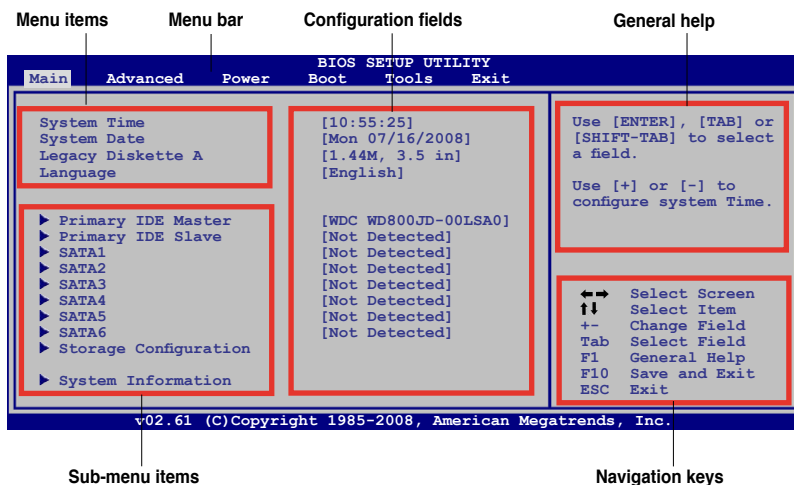 Menu items Menu bar Configuration fields General help
BIOS SETUP UTILITY
Main Advanced Power Boot Tools Exit
System Time [10:55:25]
System Date [Mon 07/16/2008]
Legacy Diskette A [1.44M, 3.5 in]
Language [English]
Primary IDE Master [WDC WD800JD-00LSA0]
Primary IDE Slave [Not Detected]
SATA1 [Not Detected]
SATA2 [Not Detected]
SATA3 [Not Detected]
SATA4 [Not Detected]
SATA5 [Not Detected]
SATA6 [Not Detected]
Storage Configuration
System Information
Use [ENTER], [TAB] or
[SHIFT-TAB] to select
a field.
Use [+] or [-] to
configure system Time.
←→ Select Screen
↑↓ Select Item
+- Change Field
Tab Select Field
F1 General Help
F10 Save and Exit
ESC Exit
v02.61 (C)Copyright 1985-2008, American Megatrends, Inc.
Sub-menu items Navigation keys